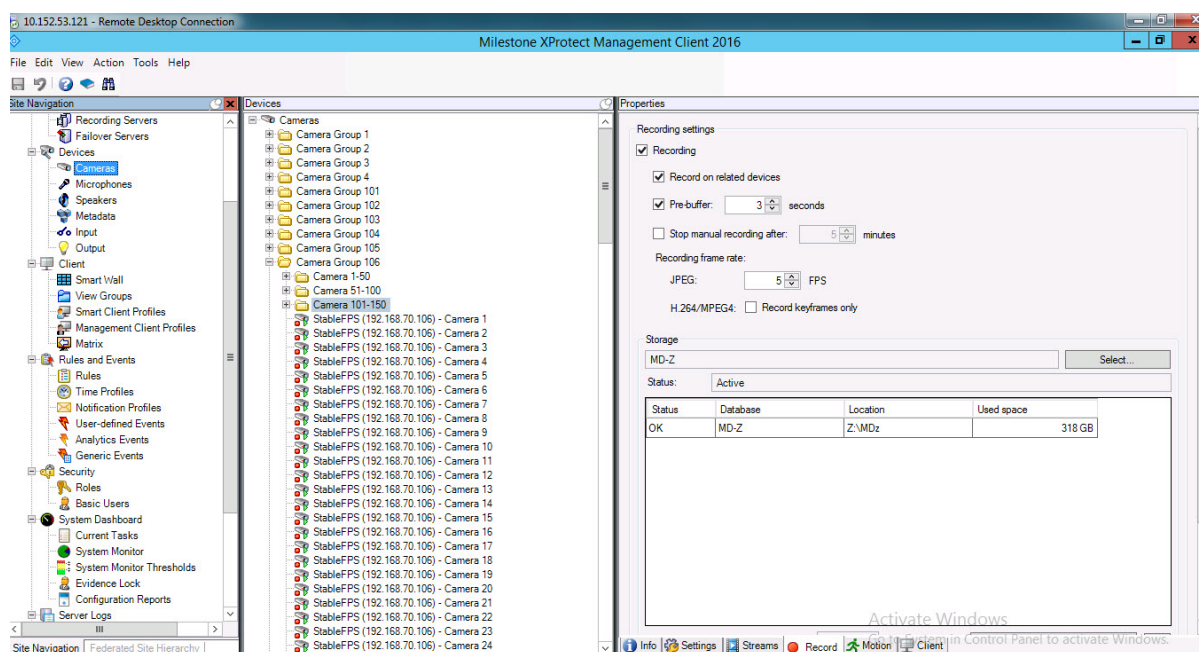 10.152.53.121 - Remote Desktop Connection
Milestone XProtect Management Client 2016
File Edit View Action Tools Help
Site Navigation
Recording Servers
Failover Servers
Devices
Cameras
Microphones
Speakers
Metadata
Input
Output
Client
Smart Wall
View Groups
Smart Client Profiles
Management Client Profiles
Matrix
Rules and Events
Rules
Time Profiles
Notification Profiles
User-defined Events
Analytics Events
Generic Events
Security
Roles
Basic Users
System Dashboard
Current Tasks
System Monitor
System Monitor Thresholds
Evidence Lock
Configuration Reports
Server Logs
Site Navigation Federated Site Hierarchy
Devices
Cameras
Camera Group 1
Camera Group 2
Camera Group 3
Camera Group 4
Camera Group 101
Camera Group 102
Camera Group 103
Camera Group 104
Camera Group 105
Camera Group 106
Camera 1-50
Camera 51-100
Camera 101-150
StableFPS (192.168.70.106) - Camera 1
StableFPS (192.168.70.106) - Camera 2
StableFPS (192.168.70.106) - Camera 3
StableFPS (192.168.70.106) - Camera 4
StableFPS (192.168.70.106) - Camera 5
StableFPS (192.168.70.106) - Camera 6
StableFPS (192.168.70.106) - Camera 7
StableFPS (192.168.70.106) - Camera 8
StableFPS (192.168.70.106) - Camera 9
StableFPS (192.168.70.106) - Camera 10
StableFPS (192.168.70.106) - Camera 11
StableFPS (192.168.70.106) - Camera 12
StableFPS (192.168.70.106) - Camera 13
StableFPS (192.168.70.106) - Camera 14
StableFPS (192.168.70.106) - Camera 15
StableFPS (192.168.70.106) - Camera 16
StableFPS (192.168.70.106) - Camera 17
StableFPS (192.168.70.106) - Camera 18
StableFPS (192.168.70.106) - Camera 19
StableFPS (192.168.70.106) - Camera 20
StableFPS (192.168.70.106) - Camera 21
StableFPS (192.168.70.106) - Camera 22
StableFPS (192.168.70.106) - Camera 23
StableFPS (192.168.70.106) - Camera 24
Properties
Recording settings
Recording
Record on related devices
Pre-buffer: 3 seconds
Stop manual recording after: 5 minutes
Recording frame rate:
JPEG: 5 FPS
H.264/MPEG4: Record keyframes only
Storage
MD-Z Select...
Status: Active
Status Database Location Used space
OK MD-Z Z:\MDz 318 GB
Activate Windows
Go to System in Control Panel to activate Windows.
Info Settings Streams Record Motion Client